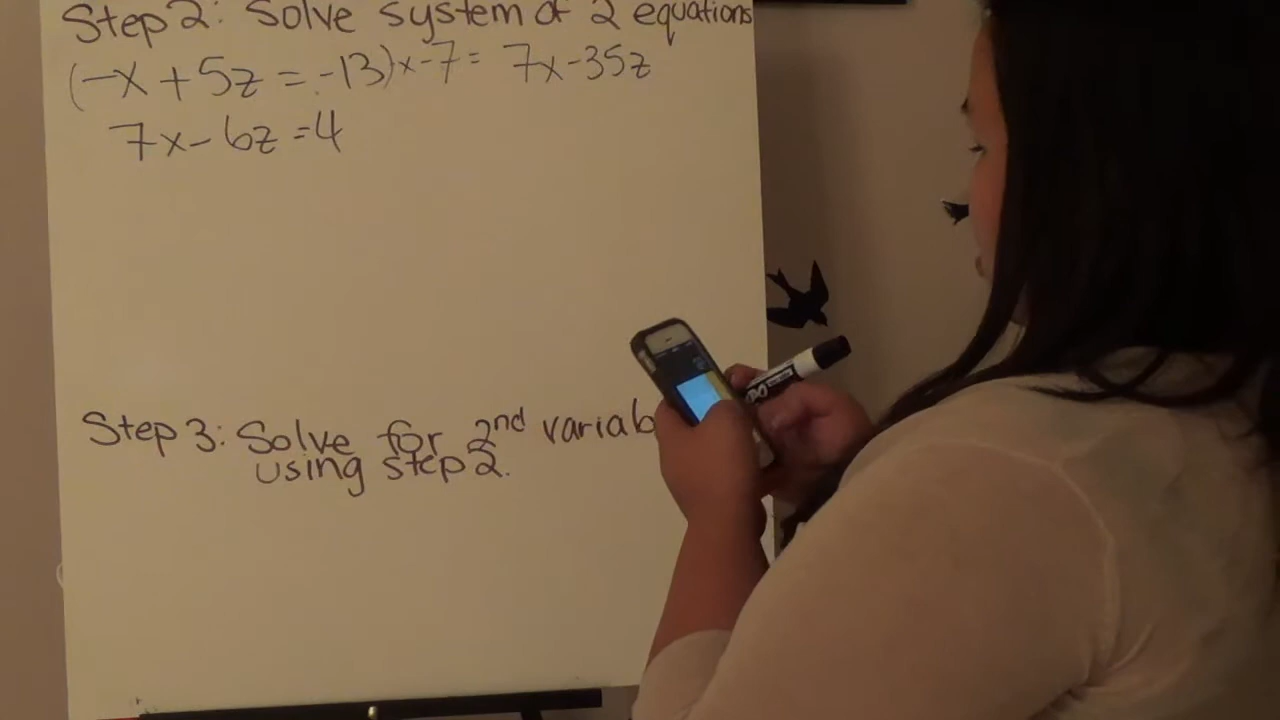 Step 2: Solve system of 2 equations
(-x + 5z = -13) x -7 = 7x - 35z
7x - 6z = 4
Step 3: Solve for 2nd variab
using step 2.